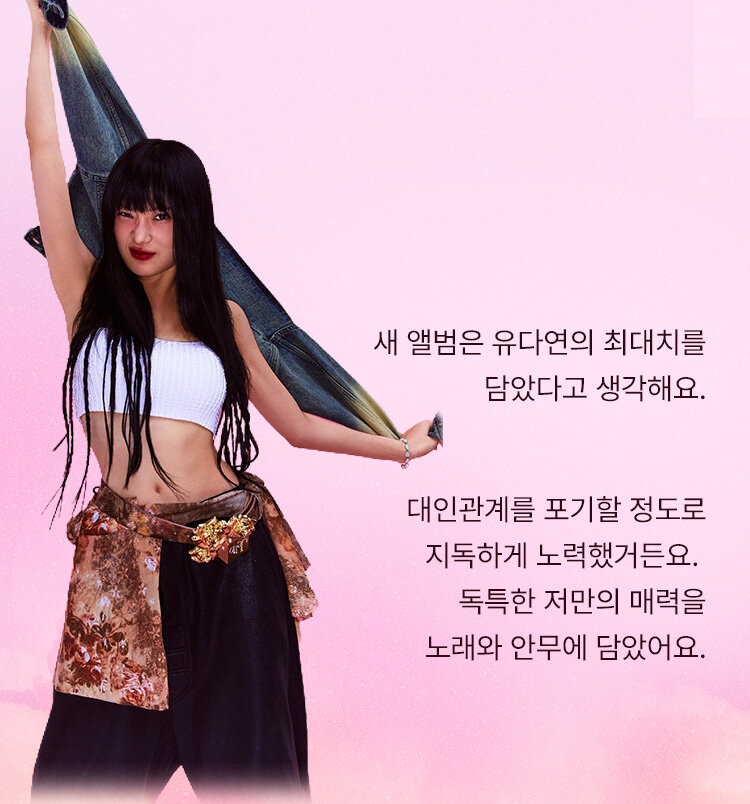 새 앨범은 유다연의 최대치를
담았다고 생각해요.
대인관계를 포기할 정도로
지독하게 노력했거든요.
독특한 저만의 매력을
노래와 안무에 담았어요.